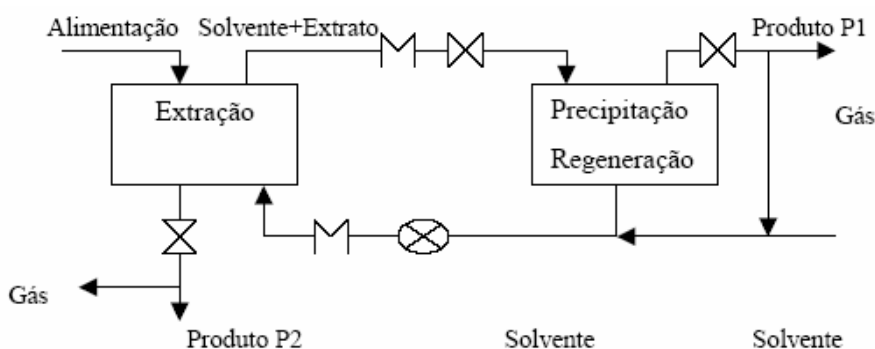 Alimentação Solvente+Extrato Produto P1
Extração
Precipitação
Regeneração
Gás
Gás
Produto P2 Solvente Solvente